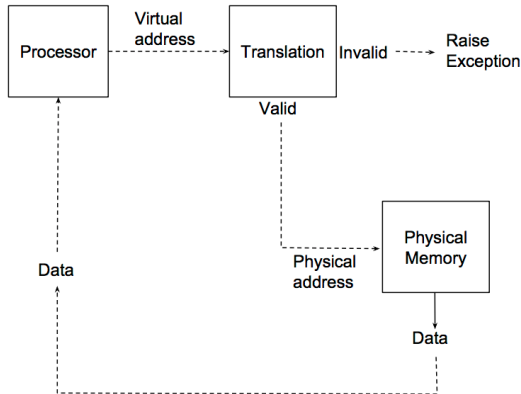 Virtual
address
Processor
Translation
Invalid
Raise
Exception
Valid
Physical
Memory
Physical
address
Data
Data